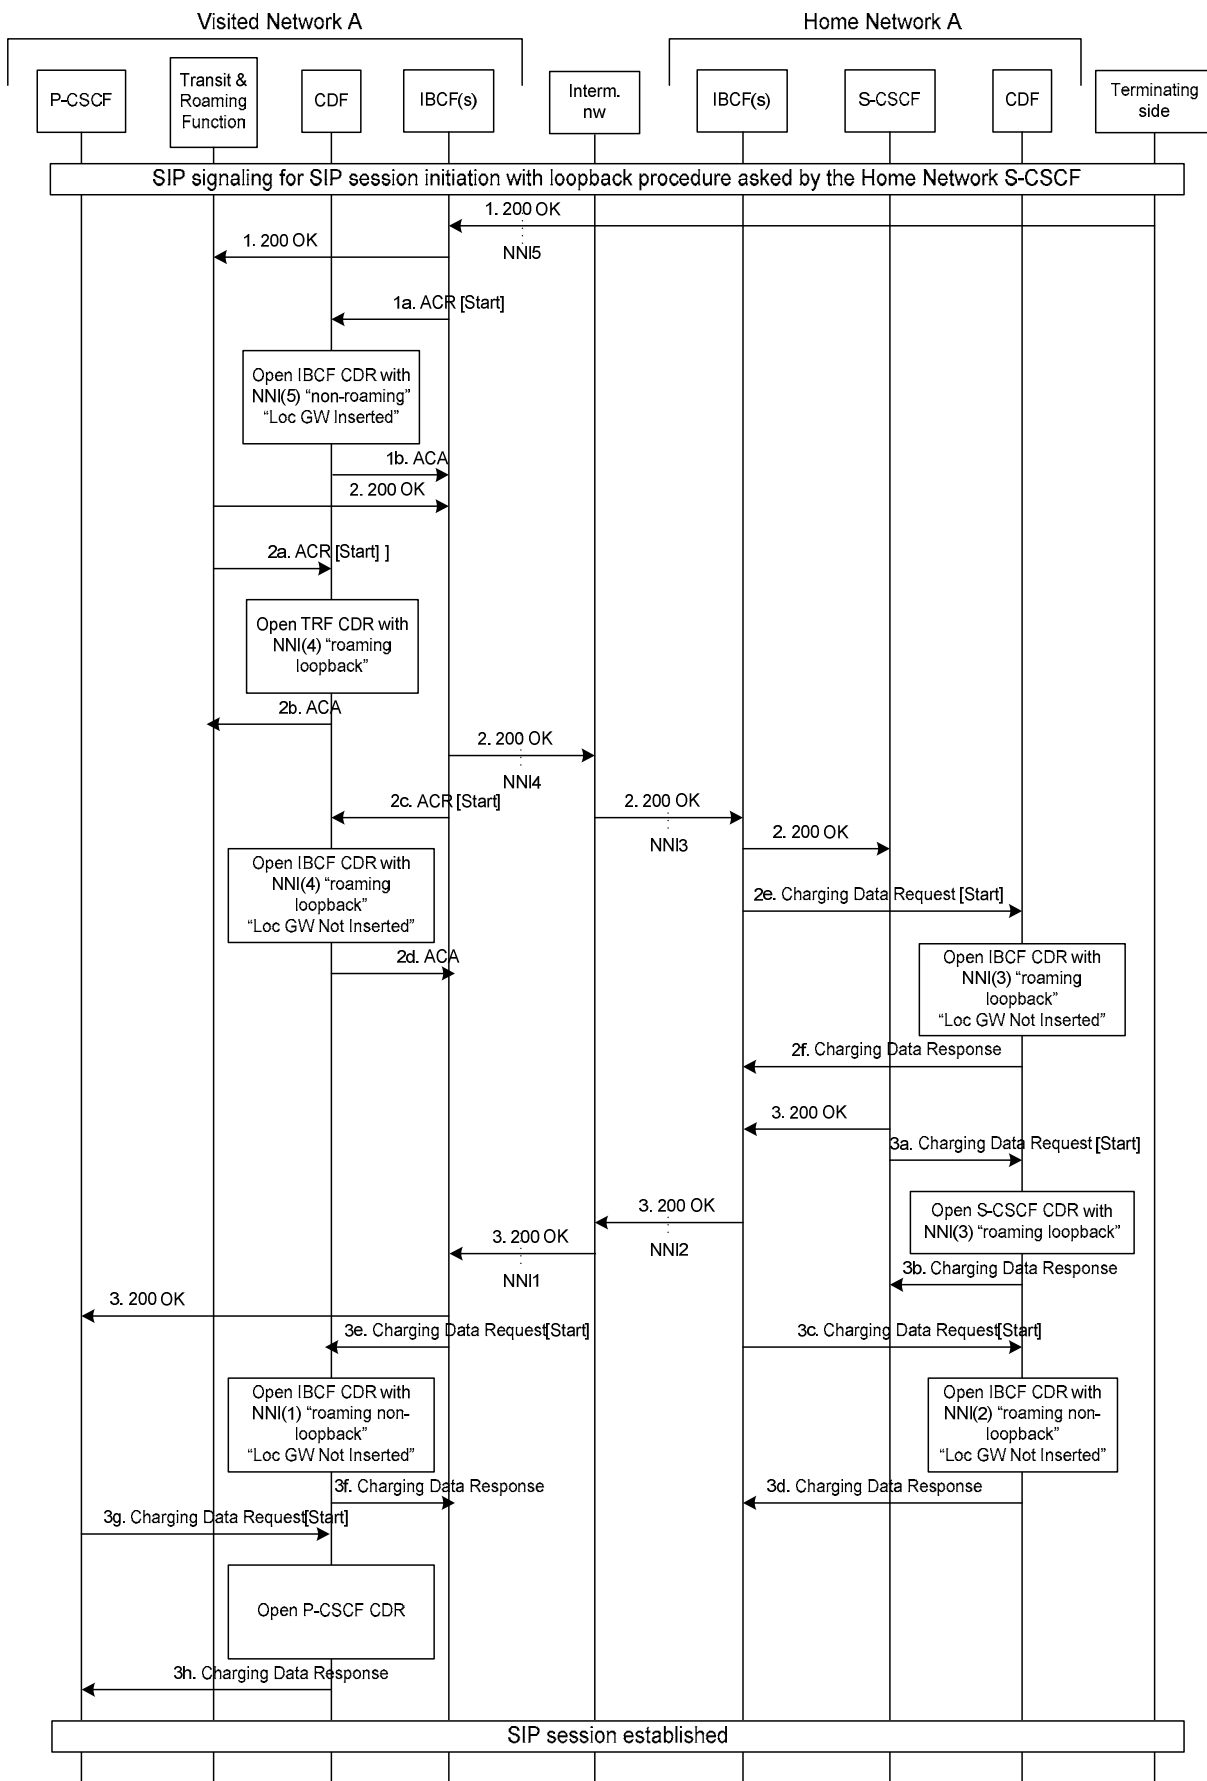 Visited Network A
Home Network A
P-CSCF
Transit &
Roaming
Function
CDF
IBCF(s)
Interm.
nw
IBCF(s)
S-CSCF
CDF
Terminating
side
SIP signaling for SIP session initiation with loopback procedure asked by the Home Network S-CSCF
1. 200 OK
NNI5
1. 200 OK
1a. ACR [Start]
Open IBCF CDR with
NNI(5) “non-roaming”
“Loc GW Inserted”
1b. ACA
2. 200 OK
2a. ACR [Start] ]
Open TRF CDR with
NNI(4) “roaming
loopback”
2b. ACA
2. 200 OK
NNI4
2c. ACR [Start]
2. 200 OK
NNI3
2. 200 OK
Open IBCF CDR with
NNI(4) “roaming
loopback”
“Loc GW Not Inserted”
2e. Charging Data Request [Start]
2d. ACA
Open IBCF CDR with
NNI(3) “roaming
loopback”
“Loc GW Not Inserted”
2f. Charging Data Response
3. 200 OK
3a. Charging Data Request [Start]
Open S-CSCF CDR with
NNI(3) “roaming loopback”
3. 200 OK
NNI2
3. 200 OK
NNI1
3b. Charging Data Response
3. 200 OK
3e. Charging Data Request[Start]
3c. Charging Data Request[Start]
Open IBCF CDR with
NNI(1) “roaming non-
loopback”
“Loc GW Not Inserted”
Open IBCF CDR with
NNI(2) “roaming non-
loopback”
“Loc GW Not Inserted”
3f. Charging Data Response
3d. Charging Data Response
3g. Charging Data Request[Start]
Open P-CSCF CDR
3h. Charging Data Response
SIP session established